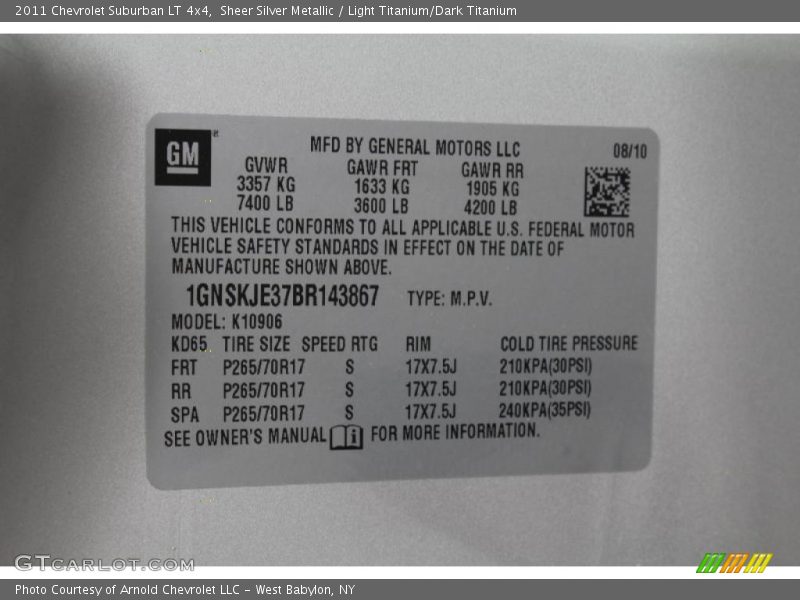 2011 Chevrolet Suburban LT 4x4, Sheer Silver Metallic / Light Titanium/Dark Titanium
GM®
MFD BY GENERAL MOTORS LLC 08/10
GVWR GAWR FRT GAWR RR
3357 KG 1633 KG 1905 KG
7400 LB 3600 LB 4200 LB
THIS VEHICLE CONFORMS TO ALL APPLICABLE U.S. FEDERAL MOTOR
VEHICLE SAFETY STANDARDS IN EFFECT ON THE DATE OF
MANUFACTURE SHOWN ABOVE.
1GNSKJE37BR143867 TYPE: M.P.V.
MODEL: K10906
KD65 TIRE SIZE SPEED RTG RIM COLD TIRE PRESSURE
FRT P265/70R17 S 17X7.5J 210KPA(30PSI)
RR P265/70R17 S 17X7.5J 210KPA(30PSI)
SPA P265/70R17 S 17X7.5J 240KPA(35PSI)
SEE OWNER'S MANUAL FOR MORE INFORMATION.
GTCARLOT.COM
Photo Courtesy of Arnold Chevrolet LLC – West Babylon, NY